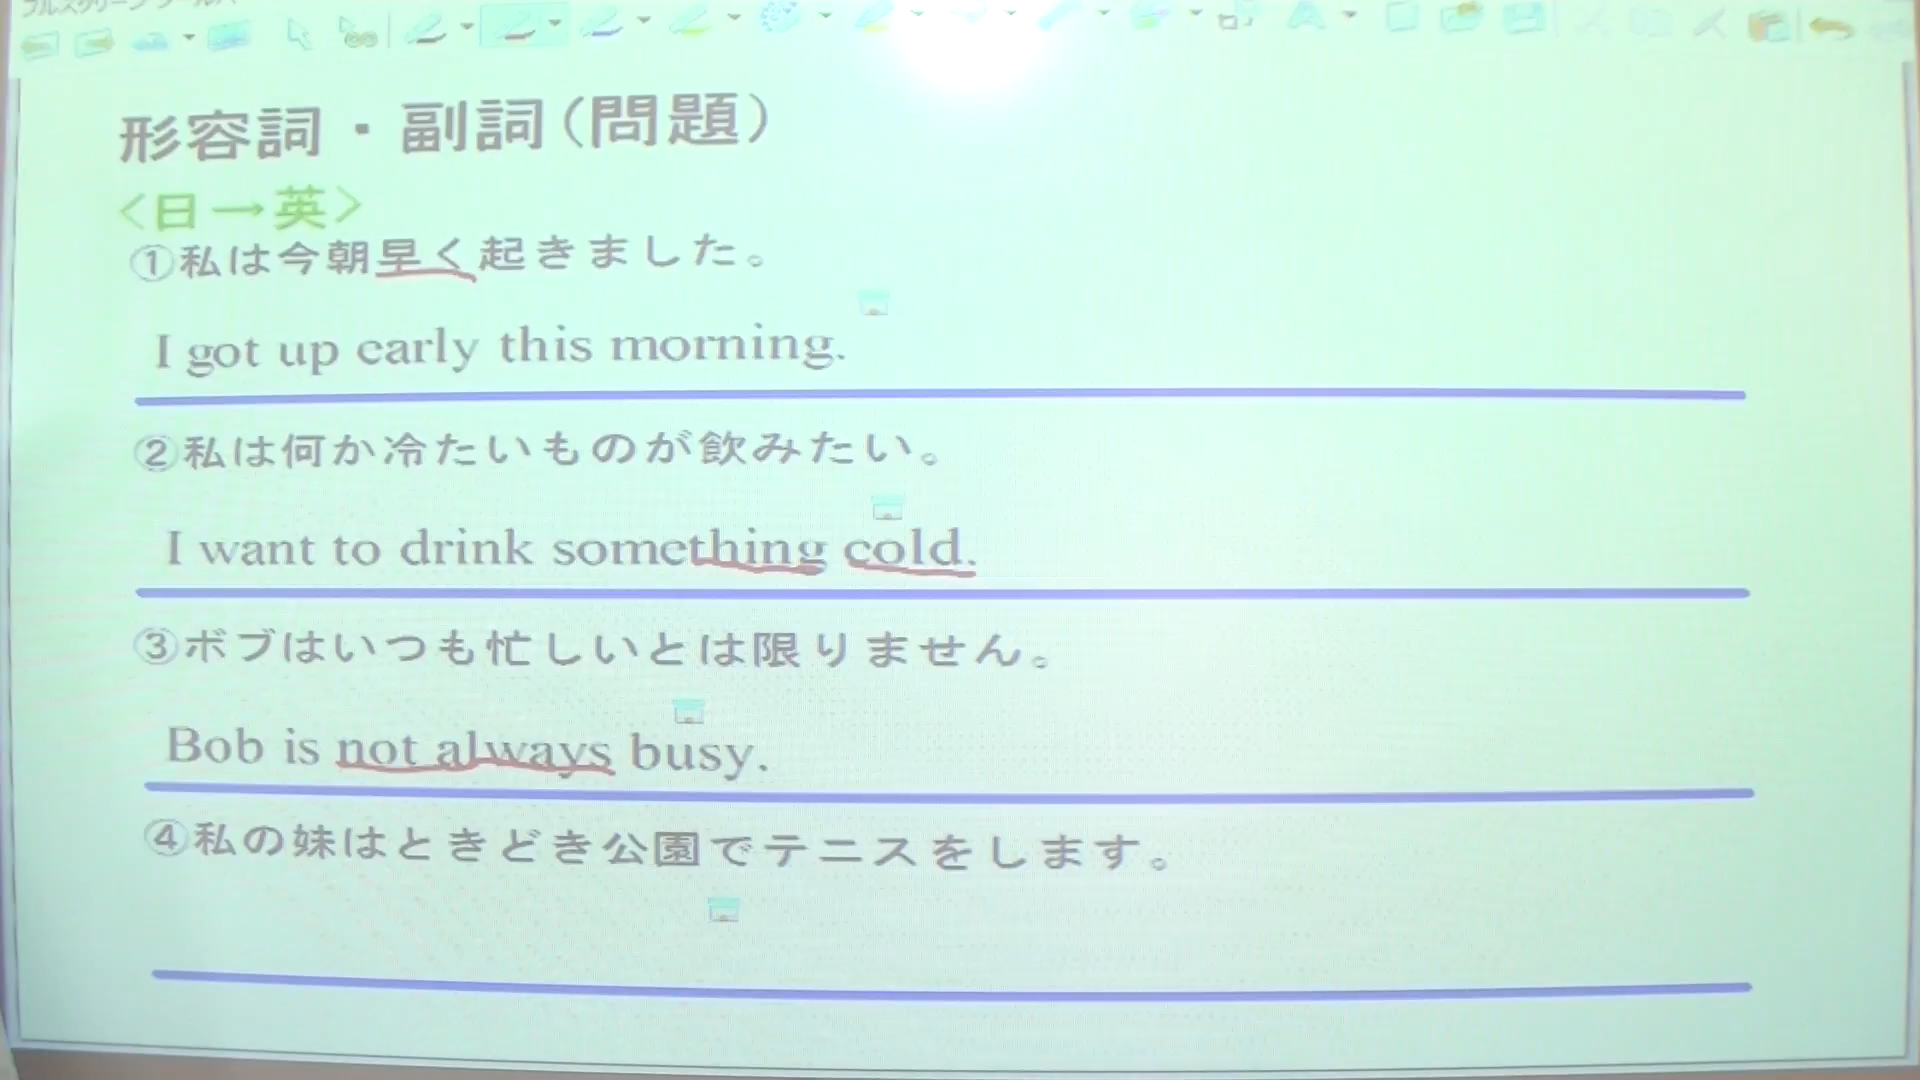 形容詞・副詞(問題)
<日→英>
①私は今朝早く起きました。
I got up early this morning.
②私は何か冷たいものが飲みたい。
I want to drink something cold.
③ボブはいつも忙しいとは限りません。
Bob is not always busy.
④私の妹はときどき公園でテニスをします。